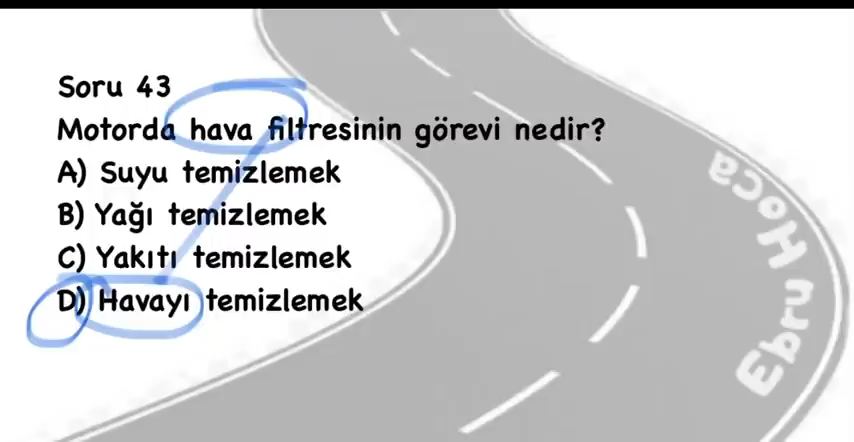 Soru 43
Motorda hava filtresinin görevi nedir?
A) Suyu temizlemek
B) Yağı temizlemek
C) Yakıtı temizlemek
D) Havayı temizlemek
Ebru Hoca